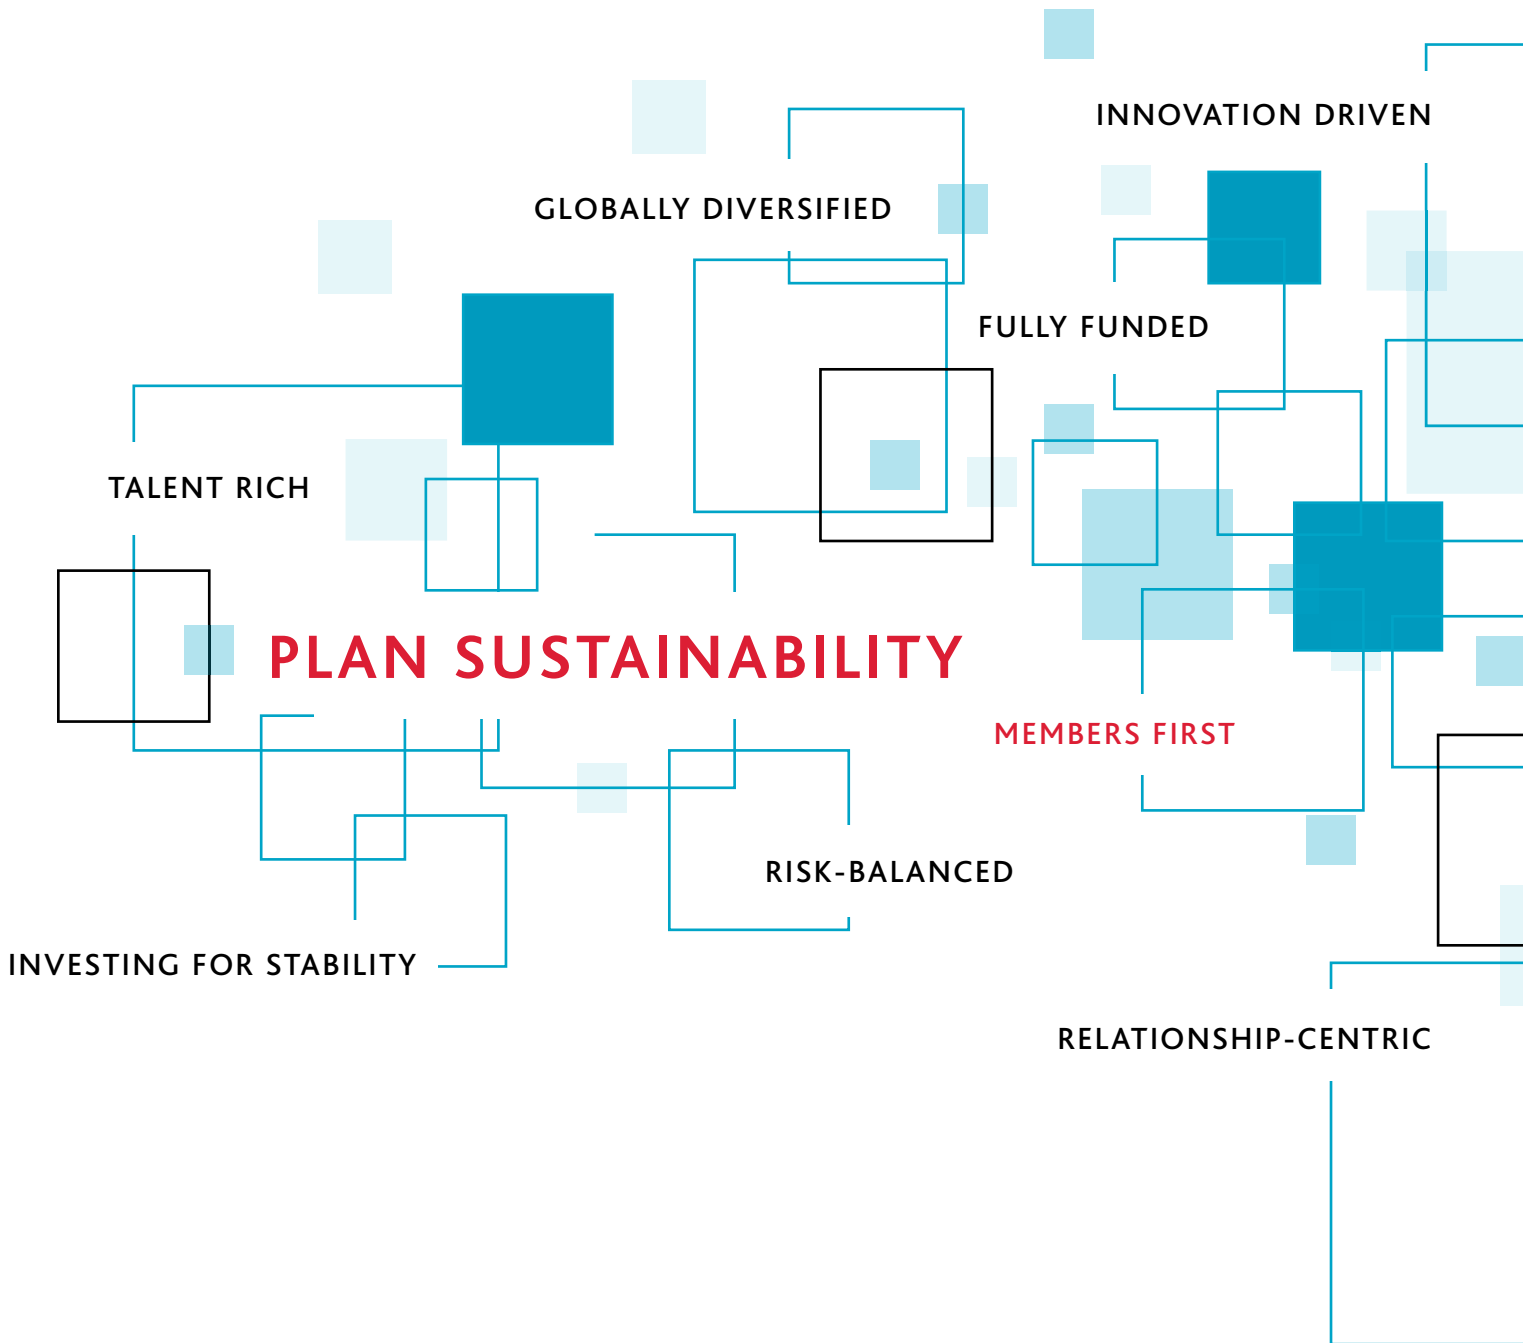 INNOVATION DRIVEN
GLOBALLY DIVERSIFIED
FULLY FUNDED
TALENT RICH
PLAN SUSTAINABILITY
MEMBERS FIRST
RISK-BALANCED
INVESTING FOR STABILITY
RELATIONSHIP-CENTRIC